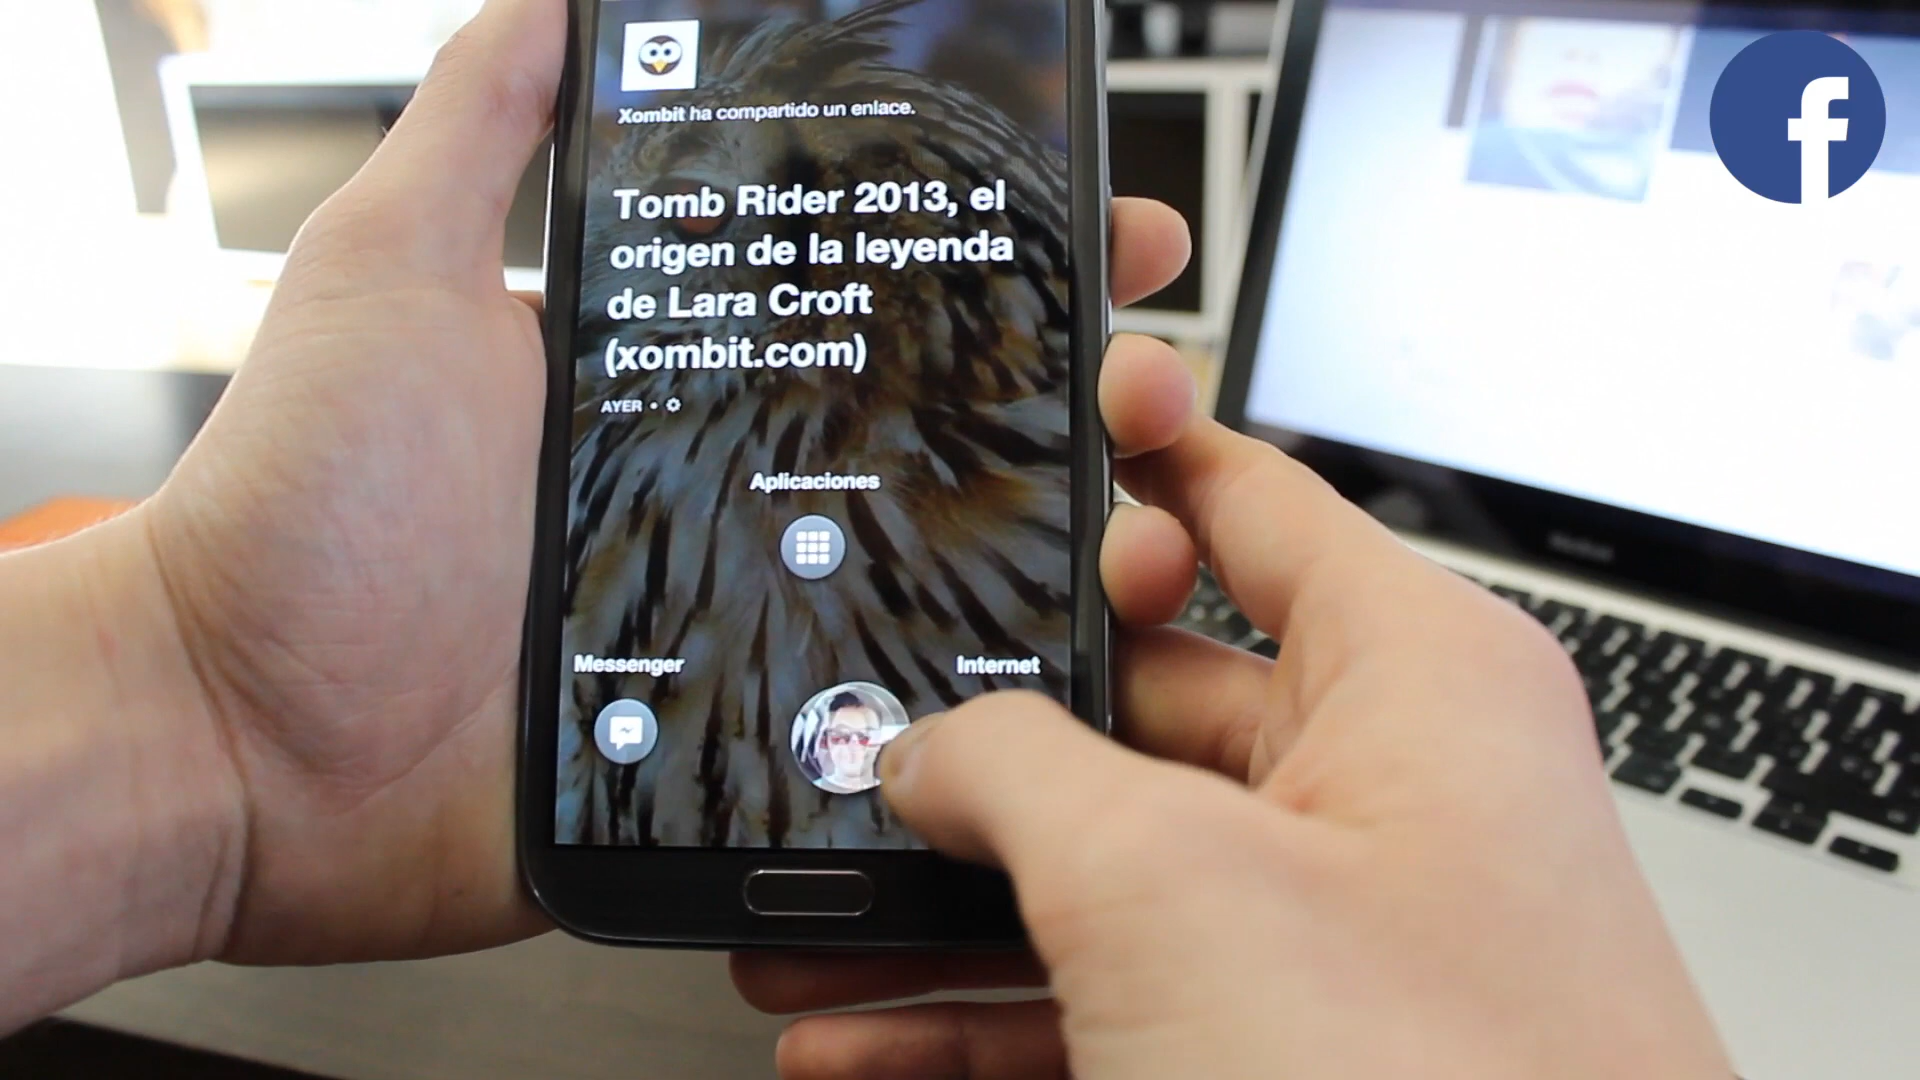 Xombit ha compartido un enlace.
Tomb Rider 2013, el
origen de la leyenda
de Lara Croft
(xombit.com)
AYER •
Aplicaciones
Messenger
Internet